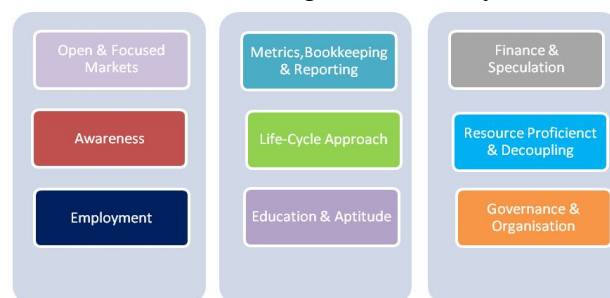 Open & Focused
Markets
Awareness
Employment
Metrics,Bookkeeping
& Reporting
Life-Cycle Approach
Education & Aptitude
Finance &
Speculation
Resource Proficienct
& Decoupling
Governance &
Organisation